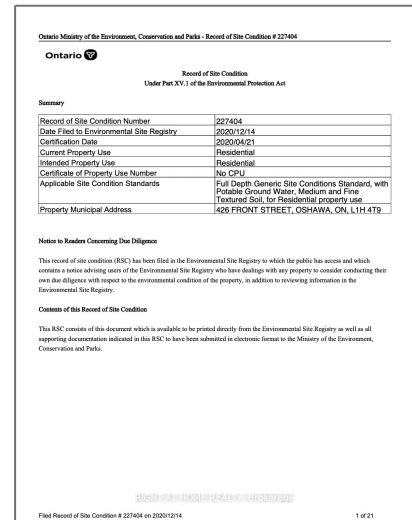 Ontario Ministry of the Environment, Conservation and Parks - Record of Site Condition # 227404
Ontario
Record of Site Condition
Under Part XV.1 of the Environmental Protection Act
Summary
Record of Site Condition Number 227404
Date Filed to Environmental Site Registry 2020/12/14
Certification Date 2020/04/21
Current Property Use Residential
Intended Property Use Residential
Certificate of Property Use Number No CPU
Applicable Site Condition Standards Full Depth Generic Site Conditions Standard, with
Potable Ground Water, Medium and Fine
Textured Soil, for Residential property use
Property Municipal Address 426 FRONT STREET, OSHAWA, ON, L1H 4T9
Notice to Readers Concerning Due Diligence
This record of site condition (RSC) has been filed in the Environmental Site Registry to which the public has access and which
contains a notice advising users of the Environmental Site Registry who have dealings with any property to consider conducting their
own due diligence with respect to the environmental condition of the property, in addition to reviewing information in the
Environmental Site Registry.
Contents of this Record of Site Condition
This RSC consists of this document which is available to be printed directly from the Environmental Site Registry as well as all
supporting documentation indicated in this RSC to have been submitted in electronic format to the Ministry of the Environment,
Conservation and Parks.
RIGHT AT HOME REALTY, Brokerage
Filed Record of Site Condition # 227404 on 2020/12/14 1 of 21